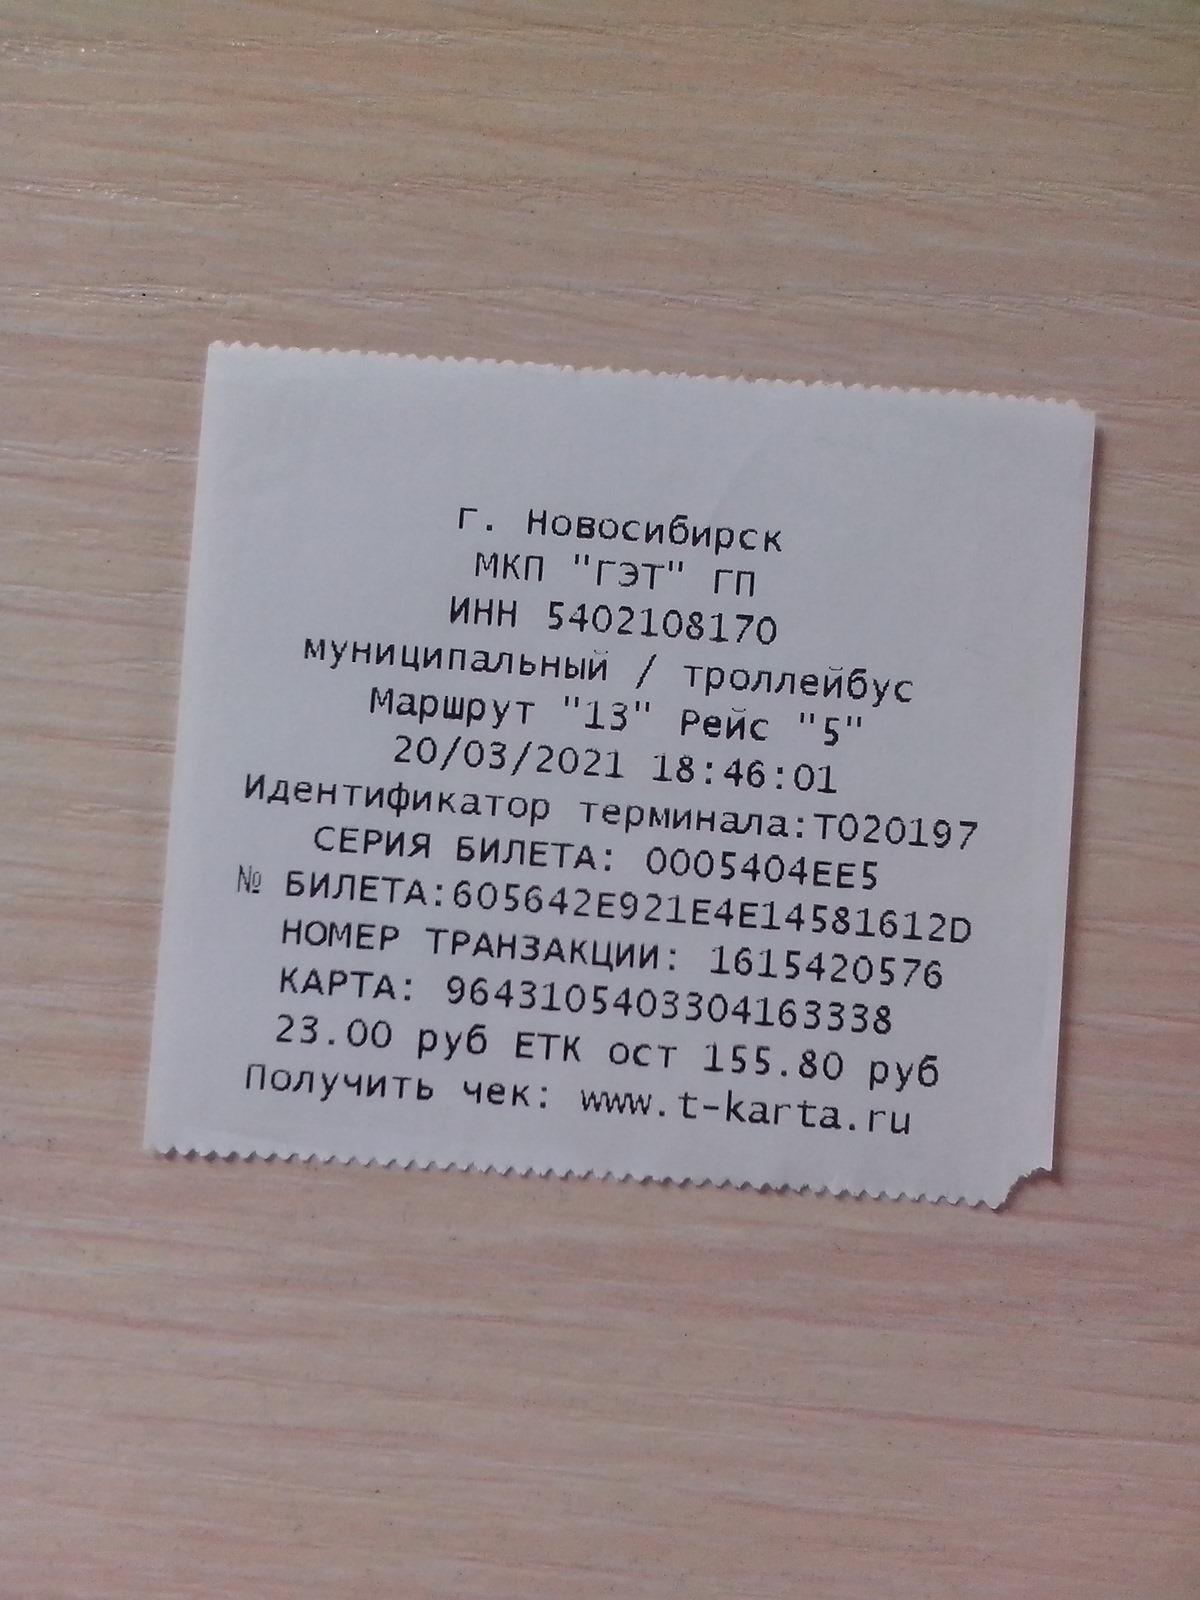 г. Новосибирск
МКП "ГЭТ" ГП
ИНН 5402108170
муниципальный / троллейбус
Маршрут "13" Рейс "5"
20/03/2021 18:46:01
Идентификатор терминала:T020197
СЕРИЯ БИЛЕТА: 0005404EE5
№ БИЛЕТА:605642E921E4E14581612D
НОМЕР ТРАНЗАКЦИИ: 1615420576
КАРТА: 9643105403304163338
23.00 руб ЕТК ост 155.80 руб
Получить чек: www.t-karta.ru